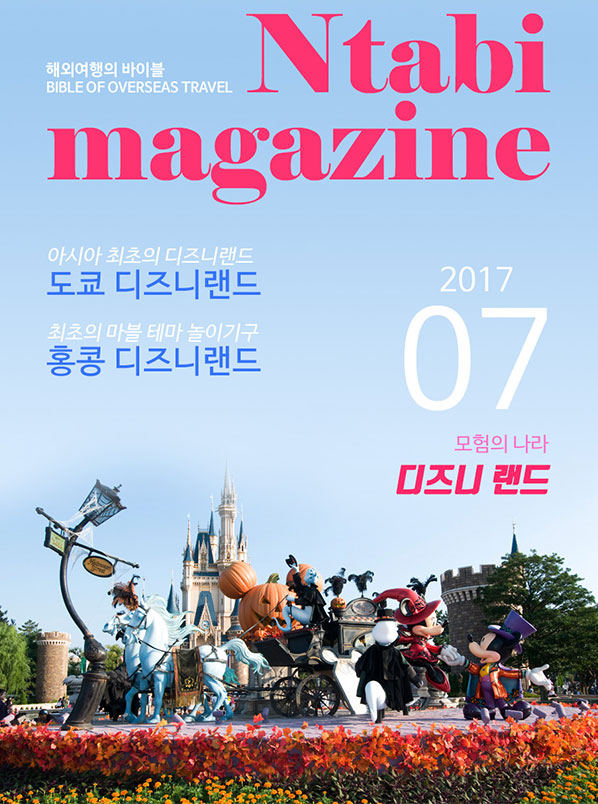 해외여행의 바이블
BIBLE OF OVERSEAS TRAVEL
Ntabi
magazine
아시아 최초의 디즈니랜드
도쿄 디즈니랜드
최초의 마블 테마 놀이기구
홍콩 디즈니랜드
2017
07
모험의 나라
디즈니 랜드